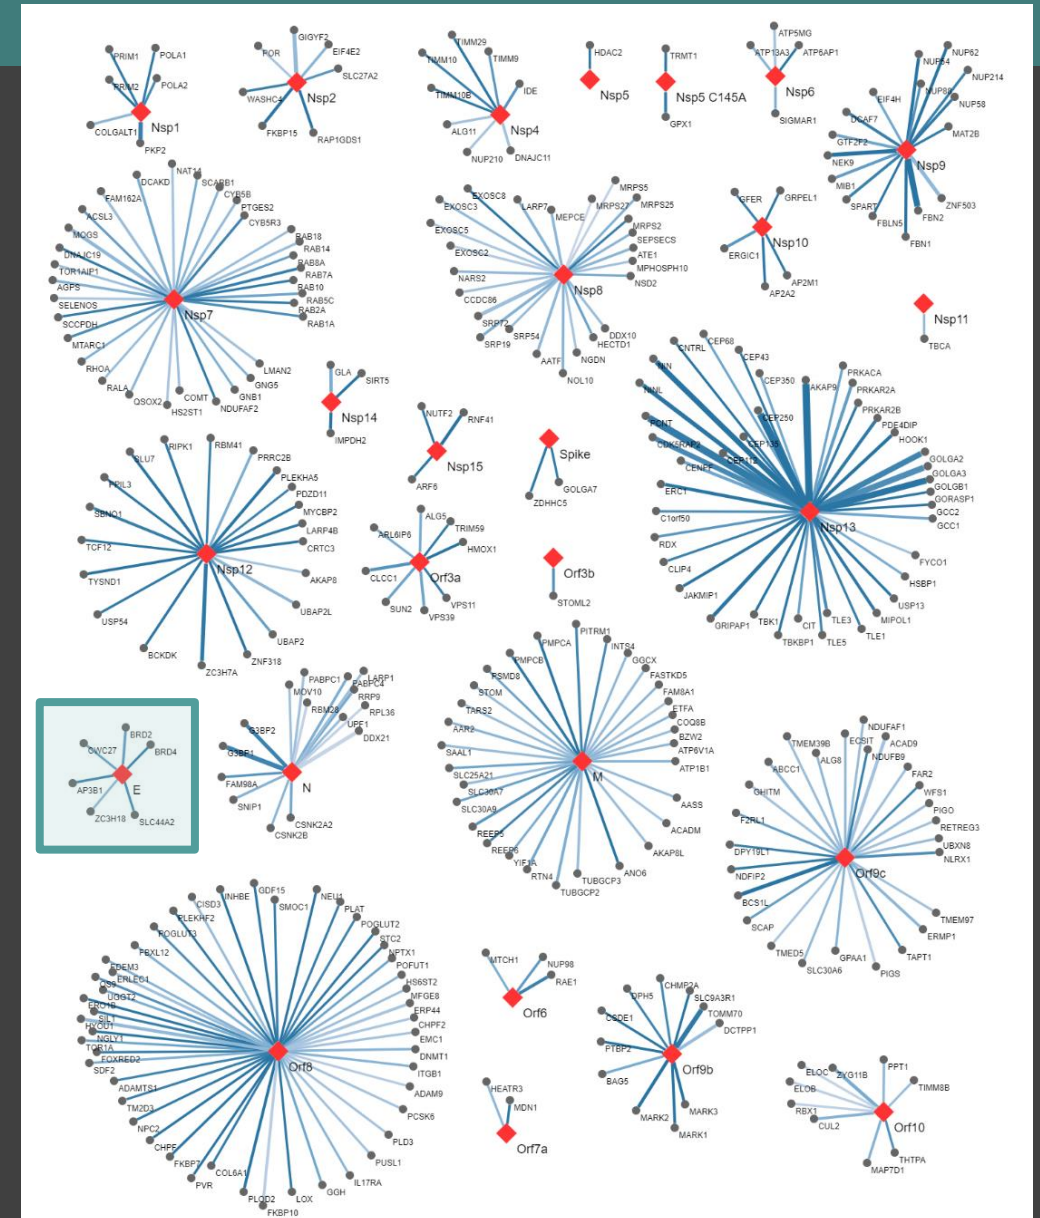 PRIM1
POLA1
PRIM2
POLA2
COLGALT1
Nsp1
PKP2
GIGYF2
POR
EIF4E2
SLC27A2
WASHC4
Nsp2
FKBP15
RAP1GDS1
TIMM29
TIMM10
TIMM9
TIMM10B
IDE
ALG11
Nsp4
NUP210
DNAJC11
HDAC2
Nsp5
TRMT1
Nsp5 C145A
GPX1
ATP5MG
ATP13A3
ATP6AP1
Nsp6
SIGMAR1
NUP62
NUP54
NUP214
NUP88
EIF4H
NUP58
DCAF7
MAT2B
GTF2F2
NEK9
Nsp9
MIB1
SPART
ZNF503
FBLN5
FBN2
FBN1
NAT14
DCAKD
SCARB1
FAM162A
CYB5B
PTGES2
ACSL3
CYB5R3
MOGS
RAB18
DNAJC19
RAB14
TOR1AIP1
RAB8A
RAB7A
AGPS
RAB10
SELENOS
RAB5C
RAB2A
Nsp7
SCCPDH
RAB1A
MTARC1
RHOA
LMAN2
RALA
GNG5
QSOX2
COMT
GNB1
HS2ST1
NDUFAF2
MRPS5
EXOSC8
EXOSC3
LARP7
MRPS27
MRPS25
MEPCE
EXOSC5
MRPS2
SEPSECS
EXOSC2
ATE1
MPHOSPH10
NARS2
NSD2
Nsp8
CCDC86
SRP72
SRP54
DDX10
SRP19
HECTD1
AATF
NGDN
NOL10
GFER
GRPEL1
Nsp10
ERGIC1
AP2M1
AP2A2
Nsp11
TBCA
GLA
SIRT5
Nsp14
IMPDH2
NUTF2
RNF41
Nsp15
ARF6
Spike
ZDHHC5
GOLGA7
CNTRL
CEP68
NIN
CEP43
NINL
CEP350
PRKACA
AKAP9
PRKAR2A
PCNT
CEP250
PRKAR2B
PDE4DIP
CDK5RAP2
CEP135
HOOK1
CENPF
CEP112
GOLGA2
GOLGA3
ERC1
GOLGB1
GORASP1
C1orf50
GCC2
Nsp13
GCC1
RDX
CLIP4
FYCO1
JAKMIP1
HSBP1
USP13
GRIPAP1
TBK1
CIT
TLE3
MIPOL1
TBKBP1
TLE5
TLE1
RIPK1
RBM41
SLU7
PRRC2B
PPIL3
PLEKHA5
PDZD11
SBNO1
MYCBP2
LARP4B
TCF12
CRTC3
Nsp12
TYSND1
AKAP8
USP54
UBAP2L
BCKDK
UBAP2
ZC3H7A
ZNF318
ALG5
ARL6IP6
TRIM59
HMOX1
CLCC1
Orf3a
SUN2
VPS11
VPS39
Orf3b
STOML2
BRD2
CWC27
BRD4
AP3B1
E
ZC3H18
SLC44A2
PABPC1
LARP1
MOV10
PABPC4
RRP9
RBM28
RPL36
G3BP2
UPF1
DDX21
G3BP1
FAM98A
N
SNIP1
CSNK2A2
CSNK2B
PITRM1
PMPCA
INTS4
PMPCB
GGCX
PSMD8
FASTKD5
STOM
FAM8A1
TARS2
ETFA
AAR2
COQ8B
BZW2
SAAL1
ATP6V1A
SLC25A21
ATP1B1
M
SLC30A7
SLC30A9
AASS
REEP5
ACADM
REEP6
AKAP8L
YIF1A
RTN4
ANO6
TUBGCP3
TUBGCP2
NDUFAF1
TMEM39B
ECSIT
ACAD9
ALG8
NDUFB9
ABCC1
FAR2
GHITM
WFS1
PIGO
F2RL1
RETREG3
DPY19L1
UBXN8
NLRX1
NDFIP2
Orf9c
BCS1L
SCAP
TMEM97
ERMP1
TMED5
GPAA1
TAPT1
SLC30A6
PIGS
INHBE
GDF15
CISD3
SMOC1
NEU1
PLEKHF2
PLAT
POGLUT3
POGLUT2
FBXL12
STC2
NPTX1
EDEM3
POFUT1
ERLEC1
HS6ST2
OS9
UGGT2
MFGE8
ERO1B
ERP44
SIL1
CHPF2
HYOU1
NGLY1
EMC1
TOR1A
FOXRED2
DNMT1
SDF2
Orf8
ITGB1
ADAMTS1
ADAM9
TM2D3
PCSK6
NPC2
CHPF
PLD3
FKBP7
COL6A1
PUSL1
PVR
IL17RA
PLOD2
LOX
GGH
FKBP10
MTCH1
NUP98
RAE1
Orf6
HEATR3
MDN1
Orf7a
CHMP2A
DPH5
SLC9A3R1
CSDE1
TOMM70
DCTPP1
PTBP2
Orf9b
BAG5
MARK2
MARK3
MARK1
ELOC
ZYG11B
PPT1
TIMM8B
ELOB
RBX1
Orf10
CUL2
THTPA
MAP7D1